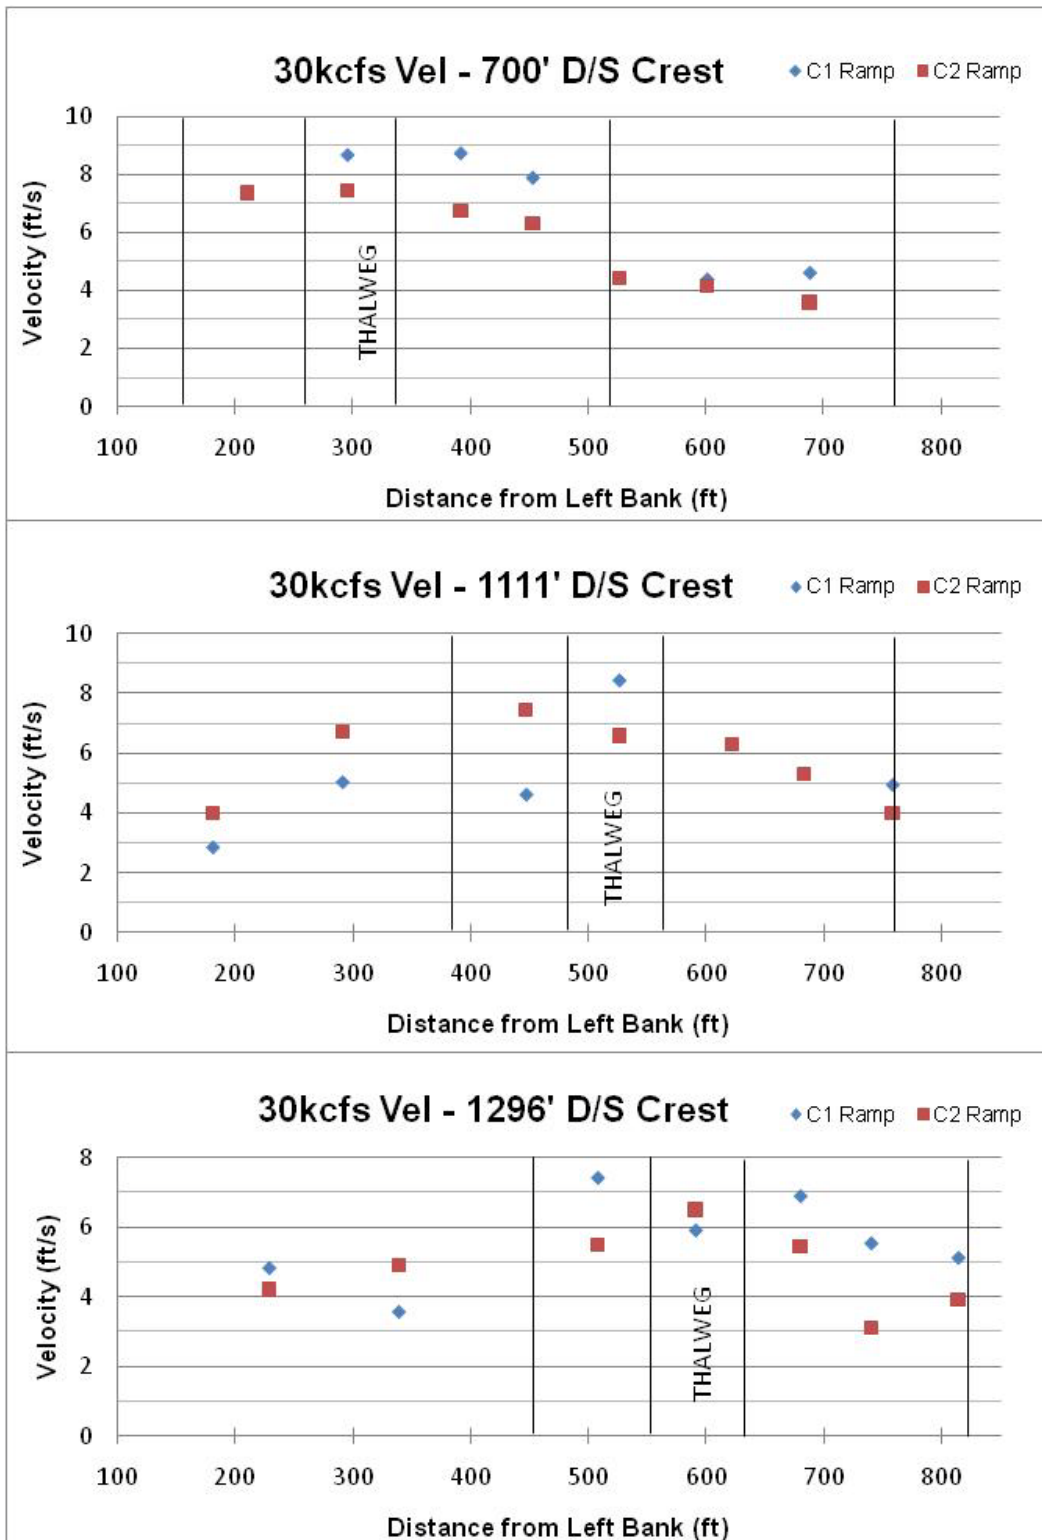 30kcfs Vel - 700' D/S Crest
C1 Ramp C2 Ramp
10
8
6
4
2
0
Velocity (ft/s)
THALWEG
100 200 300 400 500 600 700 800
Distance from Left Bank (ft)
30kcfs Vel - 1111' D/S Crest
C1 Ramp C2 Ramp
10
8
6
4
2
0
Velocity (ft/s)
THALWEG
100 200 300 400 500 600 700 800
Distance from Left Bank (ft)
30kcfs Vel - 1296' D/S Crest
C1 Ramp C2 Ramp
8
6
4
2
0
Velocity (ft/s)
THALWEG
100 200 300 400 500 600 700 800
Distance from Left Bank (ft)